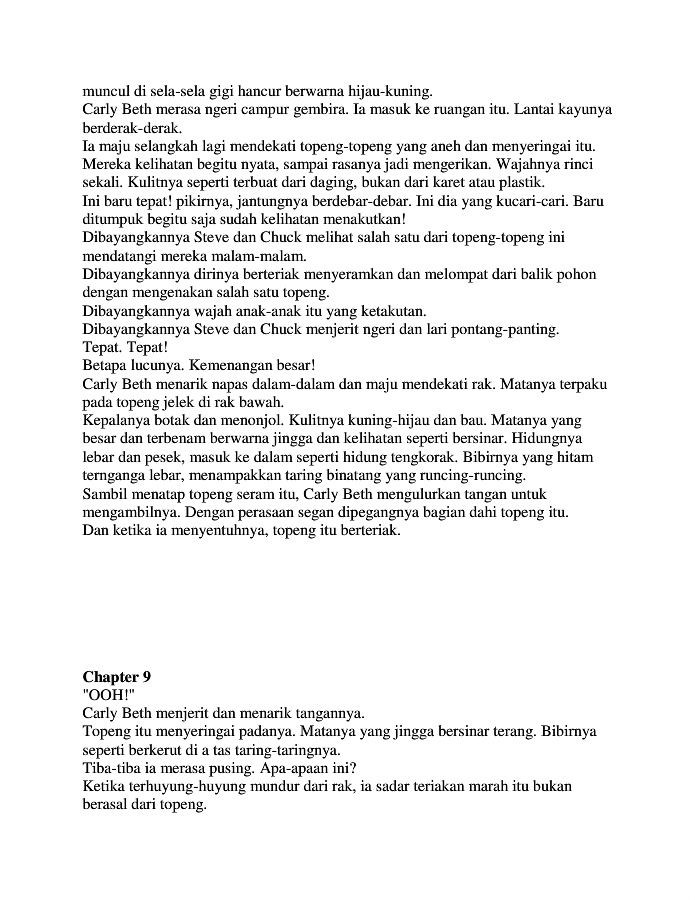 muncul di sela-sela gigi hancur berwarna hijau-kuning.
Carly Beth merasa ngeri campur gembira. Ia masuk ke ruangan itu. Lantai kayunya
berderak-derak.
Ia maju selangkah lagi mendekati topeng-topeng yang aneh dan menyeringai itu.
Mereka kelihatan begitu nyata, sampai rasanya jadi mengerikan. Wajahnya rinci
sekali. Kulitnya seperti terbuat dari daging, bukan dari karet atau plastik.
Ini baru tepat! pikirnya, jantungnya berdebar-debar. Ini dia yang kucari-cari. Baru
ditumpuk begitu saja sudah kelihatan menakutkan!
Dibayangkannya Steve dan Chuck melihat salah satu dari topeng-topeng ini
mendatangi mereka malam-malam.
Dibayangkannya dirinya berteriak menyeramkan dan melompat dari balik pohon
dengan mengenakan salah satu topeng.
Dibayangkannya wajah anak-anak itu yang ketakutan.
Dibayangkannya Steve dan Chuck menjerit ngeri dan lari pontang-panting.
Tepat. Tepat!
Betapa lucunya. Kemenangan besar!
Carly Beth menarik napas dalam-dalam dan maju mendekati rak. Matanya terpaku
pada topeng jelek di rak bawah.
Kepalanya botak dan menonjol. Kulitnya kuning-hijau dan bau. Matanya yang
besar dan terbenam berwarna jingga dan kelihatan seperti bersinar. Hidungnya
lebar dan pesek, masuk ke dalam seperti hidung tengkorak. Bibirnya yang hitam
ternganga lebar, menampakkan taring binatang yang runcing-runcing.
Sambil menatap topeng seram itu, Carly Beth mengulurkan tangan untuk
mengambilnya. Dengan perasaan segan dipegangnya bagian dahi topeng itu.
Dan ketika ia menyentuhnya, topeng itu berteriak.
Chapter 9
"OOH!"
Carly Beth menjerit dan menarik tangannya.
Topeng itu menyeringai padanya. Matanya yang jingga bersinar terang. Bibirnya
seperti berkerut di a tas taring-taringnya.
Tiba-tiba ia merasa pusing. Apa-apaan ini?
Ketika terhuyung-huyung mundur dari rak, ia sadar teriakan marah itu bukan
berasal dari topeng.